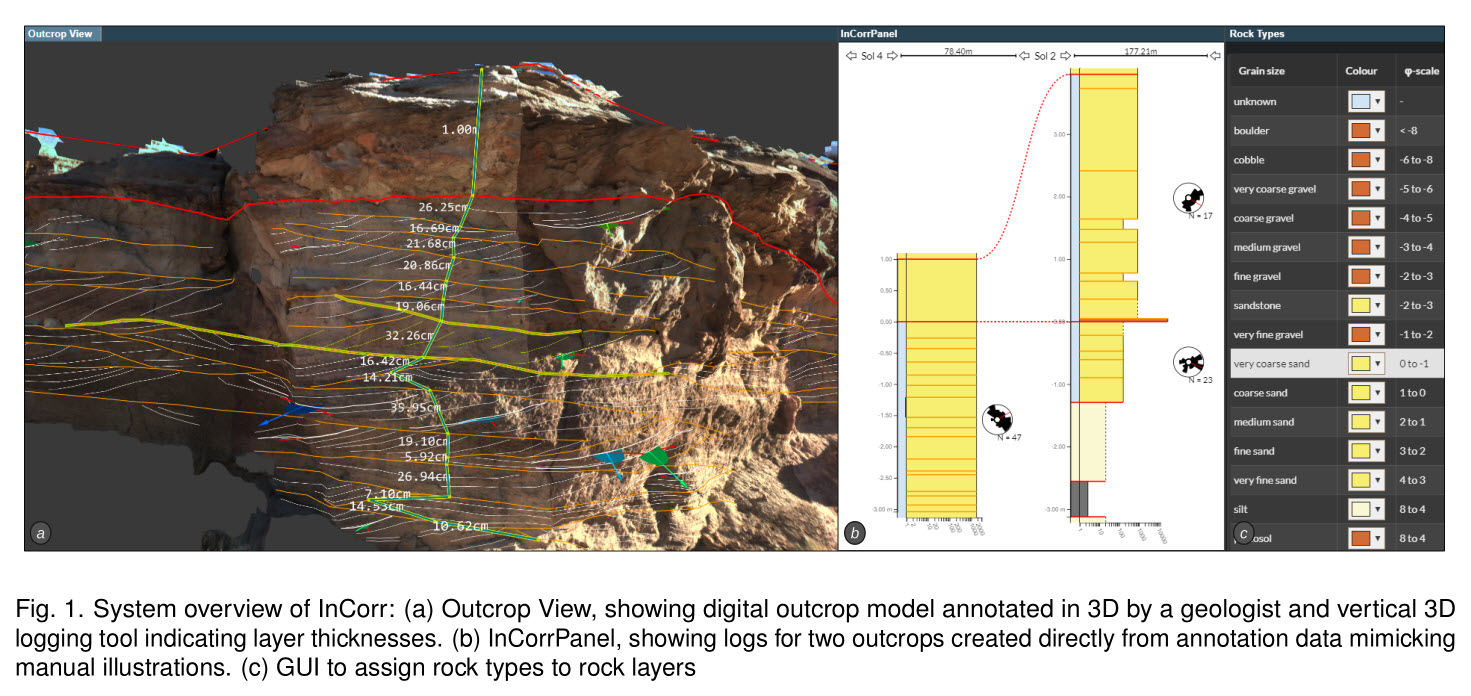 Outcrop View
1.00m
26.25cm
16.69cm
21.68cm
20.86cm
16.44cm
19.06cm
32.26cm
16.42cm
14.21cm
35.95cm
19.10cm
5.92cm
26.94cm
7.10cm
14.53cm
10.62cm
a
InCorrPanel
Sol 4
78.40m
Sol 2
177.21m
1.00
0.00
-0.50
-1.00
-1.50
-2.00
-2.50
-3.00 m
N = 47
3.00
2.00
1.00
0.00
-1.00
-2.00
-3.00 m
1
10
100
1000
10000
N = 17
N = 23
b
Rock Types
Grain size Colour φ-scale
unknown -
boulder < -8
cobble -6 to -8
very coarse gravel -5 to -6
coarse gravel -4 to -5
medium gravel -3 to -4
fine gravel -2 to -3
sandstone -2 to -3
very fine gravel -1 to -2
very coarse sand 0 to -1
coarse sand 1 to 0
medium sand 2 to 1
fine sand 3 to 2
very fine sand 4 to 3
silt 8 to 4
osol 8 to 4
c
Fig. 1. System overview of InCorr: (a) Outcrop View, showing digital outcrop model annotated in 3D by a geologist and vertical 3D
logging tool indicating layer thicknesses. (b) InCorrPanel, showing logs for two outcrops created directly from annotation data mimicking
manual illustrations. (c) GUI to assign rock types to rock layers